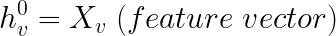 h_v^0 = X_v (feature vector)